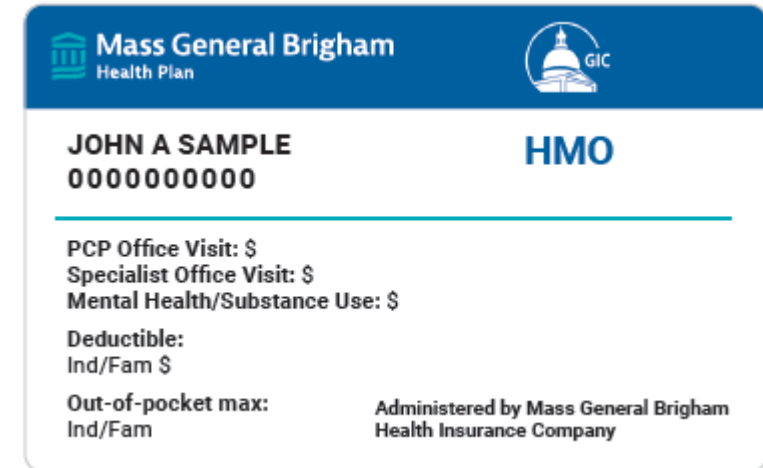 Mass General Brigham
Health Plan
GIC
JOHN A SAMPLE
HMO
0000000000
PCP Office Visit: $
Specialist Office Visit: $
Mental Health/Substance Use: $
Deductible:
Ind/Fam $
Out-of-pocket max:
Ind/Fam
Administered by Mass General Brigham
Health Insurance Company